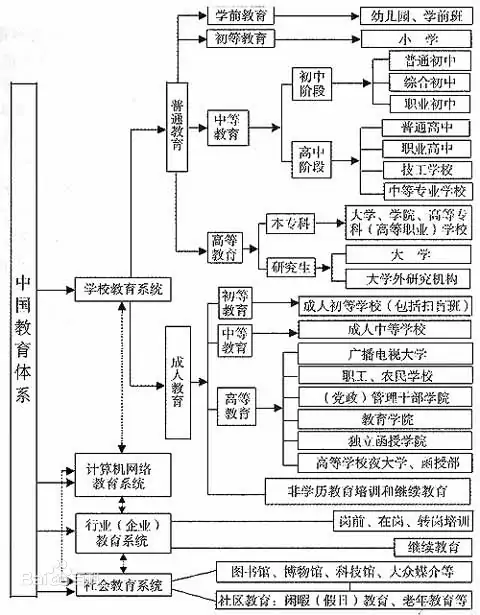 中国教育体系
学校教育系统
计算机网络
教育系统
行业（企业）
教育系统
社会教育系统
普通教育
学前教育
幼儿园、学前班
初等教育
小学
中等
教育
初中
阶段
普通初中
综合初中
职业初中
高中
阶段
普通高中
职业高中
技工学校
中等专业学校
高等
教育
本专科
大学、学院、高等专
科（高等职业）学校
研究生
大学
大学外研究机构
成人教育
初等
教育
成人初等学校（包括扫盲班）
中等
教育
成人中等学校
高等
教育
广播电视大学
职工、农民学校
（党政）管理干部学院
教育学院
独立函授学院
高等学校夜大学、函授部
非学历教育培训和继续教育
岗前、在岗、转岗培训
继续教育
图书馆、博物馆、科技馆、大众媒介等
社区教育：闲暇（假日）教育、老年教育等